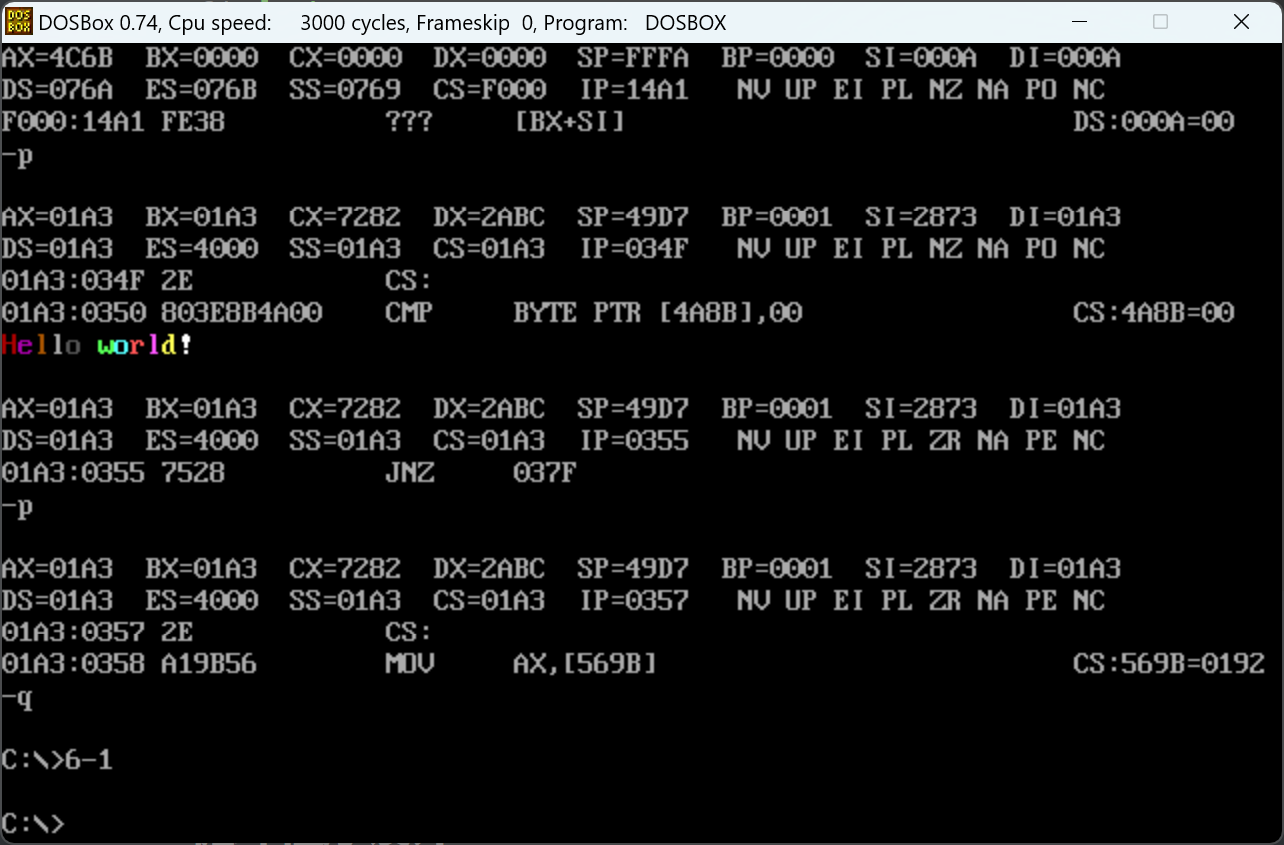 DOSBox 0.74, Cpu speed: 3000 cycles, Frameskip 0, Program: DOSBOX
AX=4C6B BX=0000 CX=0000 DX=0000 SP=FFFA BP=0000 SI=000A DI=000A
DS=076A ES=076B SS=0769 CS=F000 IP=14A1 NV UP EI PL NZ NA PO NC
F000:14A1 FE38 ??? [BX+SI] DS:000A=00
-p
AX=01A3 BX=01A3 CX=7282 DX=2ABC SP=49D7 BP=0001 SI=2873 DI=01A3
DS=01A3 ES=4000 SS=01A3 CS=01A3 IP=034F NV UP EI PL NZ NA PO NC
01A3:034F 2E CS:
01A3:0350 803E8B4A00 CMP BYTE PTR [4A8B],00 CS:4A8B=00
Hello world!
AX=01A3 BX=01A3 CX=7282 DX=2ABC SP=49D7 BP=0001 SI=2873 DI=01A3
DS=01A3 ES=4000 SS=01A3 CS=01A3 IP=0355 NV UP EI PL ZR NA PE NC
01A3:0355 7528 JNZ 037F
-p
AX=01A3 BX=01A3 CX=7282 DX=2ABC SP=49D7 BP=0001 SI=2873 DI=01A3
DS=01A3 ES=4000 SS=01A3 CS=01A3 IP=0357 NV UP EI PL ZR NA PE NC
01A3:0357 2E CS:
01A3:0358 A19B56 MOV AX,[569B] CS:569B=0192
-q
C:\>6-1
C:\>